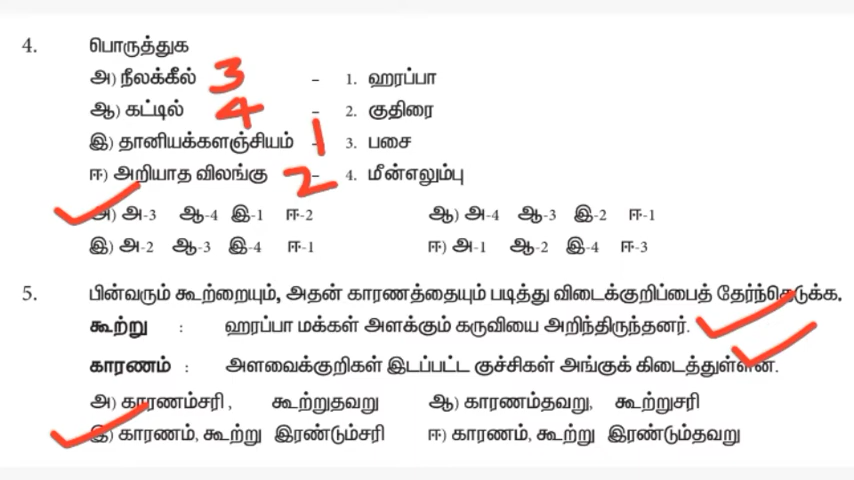 4. பொருத்துக
அ) நீலக்கீல் 3 – 1. ஹரப்பா
ஆ) கட்டில் 4 – 2. குதிரை
இ) தானியக்களஞ்சியம் 1 – 3. பசை
ஈ) அறியாத விலங்கு 2 – 4. மீன்எலும்பு
அ) அ-3 ஆ-4 இ-1 ஈ-2 ஆ) அ-4 ஆ-3 இ-2 ஈ-1
இ) அ-2 ஆ-3 இ-4 ஈ-1 ஈ) அ-1 ஆ-2 இ-4 ஈ-3
5. பின்வரும் கூற்றையும், அதன் காரணத்தையும் படித்து விடைக்குறிப்பைத் தேர்ந்தெடுக்க.
கூற்று : ஹரப்பா மக்கள் அளக்கும் கருவியை அறிந்திருந்தனர்.
காரணம் : அளவைக்குறிகள் இடப்பட்ட குச்சிகள் அங்குக் கிடைத்துள்ளன.
அ) காரணம்சரி, கூற்றுதவறு ஆ) காரணம்தவறு, கூற்றுசரி
இ) காரணம், கூற்று இரண்டும்சரி ஈ) காரணம், கூற்று இரண்டும்தவறு